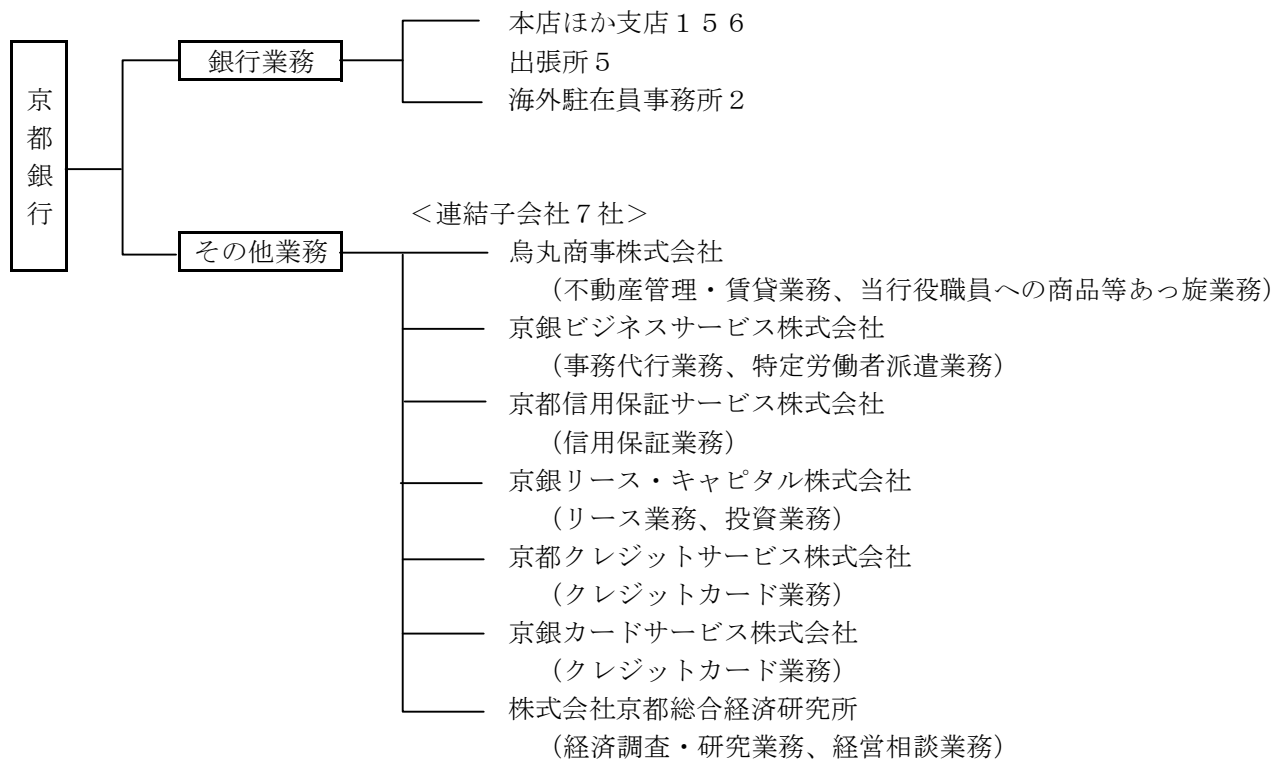 京都銀行
銀行業務
本店ほか支店１５６
出張所５
海外駐在員事務所２
その他業務
＜連結子会社７社＞
烏丸商事株式会社
（不動産管理・賃貸業務、当行役職員への商品等あっ旋業務）
京銀ビジネスサービス株式会社
（事務代行業務、特定労働者派遣業務）
京都信用保証サービス株式会社
（信用保証業務）
京銀リース・キャピタル株式会社
（リース業務、投資業務）
京都クレジットサービス株式会社
（クレジットカード業務）
京銀カードサービス株式会社
（クレジットカード業務）
株式会社京都総合経済研究所
（経済調査・研究業務、経営相談業務）